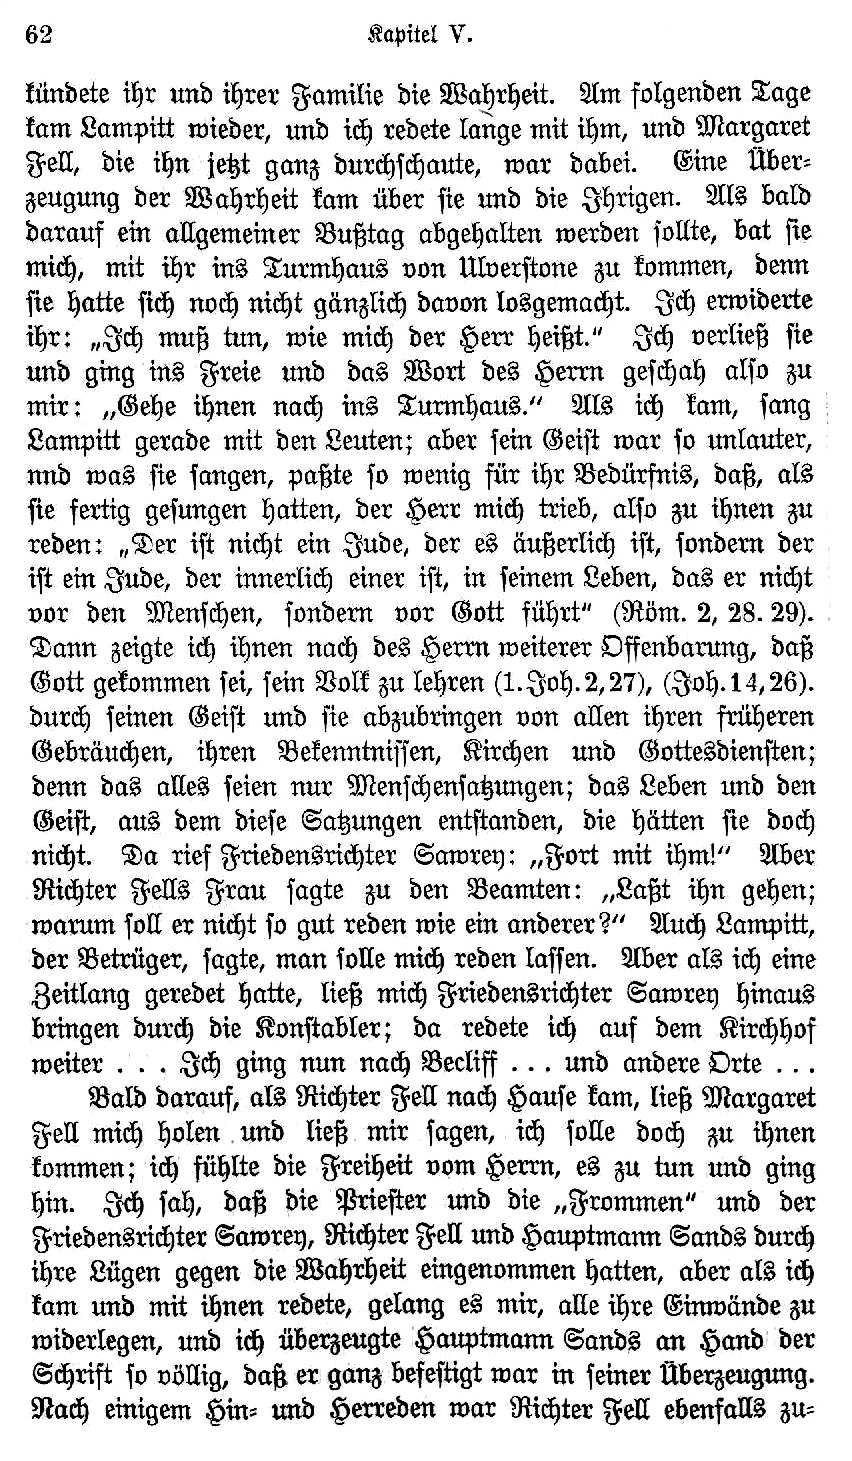 62 Kapitel V.
kündete ihr und ihrer Familie die Wahrheit. Am folgenden Tage
kam Lampitt wieder, und ich redete lange mit ihm, und Margaret
Fell, die ihn jetzt ganz durchschaute, war dabei. Eine Über-
zeugung der Wahrheit kam über sie und die Ihrigen. Als bald
darauf ein allgemeiner Bußtag abgehalten werden sollte, bat sie
mich, mit ihr ins Turmhaus von Ulverstone zu kommen, denn
sie hatte sich noch nicht gänzlich davon losgemacht. Ich erwiderte
ihr: „Ich muß tun, wie mich der Herr heißt.“ Ich verließ sie
und ging ins Freie und das Wort des Herrn geschah also zu
mir: „Gehe ihnen nach ins Turmhaus.“ Als ich kam, sang
Lampitt gerade mit den Leuten; aber sein Geist war so unlauter,
nnd was sie sangen, paßte so wenig für ihr Bedürfnis, daß, als
sie fertig gesungen hatten, der Herr mich trieb, also zu ihnen zu
reden: „Der ist nicht ein Jude, der es äußerlich ist, sondern der
ist ein Jude, der innerlich einer ist, in seinem Leben, das er nicht
vor den Menschen, sondern vor Gott führt“ (Röm. 2, 28. 29).
Dann zeigte ich ihnen nach des Herrn weiterer Offenbarung, daß
Gott gekommen sei, sein Volk zu lehren (1. Joh. 2, 27), (Joh. 14, 26).
durch seinen Geist und sie abzubringen von allen ihren früheren
Gebräuchen, ihren Bekenntnissen, Kirchen und Gottesdiensten;
denn das alles seien nur Menschensatzungen; das Leben und den
Geist, aus dem diese Satzungen entstanden, die hätten sie doch
nicht. Da rief Friedensrichter Sawrey: „Fort mit ihm!“ Aber
Richter Fells Frau sagte zu den Beamten: „Laßt ihn gehen;
warum soll er nicht so gut reden wie ein anderer?“ Auch Lampitt,
der Betrüger, sagte, man solle mich reden lassen. Aber als ich eine
Zeitlang geredet hatte, ließ mich Friedensrichter Sawrey hinaus
bringen durch die Konstabler; da redete ich auf dem Kirchhof
weiter . . . Ich ging nun nach Becliff . . . und andere Orte . . .
Bald darauf, als Richter Fell nach Hause kam, ließ Margaret
Fell mich holen und ließ mir sagen, ich solle doch zu ihnen
kommen; ich fühlte die Freiheit vom Herrn, es zu tun und ging
hin. Ich sah, daß die Priester und die „Frommen“ und der
Friedensrichter Sawrey, Richter Fell und Hauptmann Sands durch
ihre Lügen gegen die Wahrheit eingenommen hatten, aber als ich
kam und mit ihnen redete, gelang es mir, alle ihre Einwände zu
widerlegen, und ich überzeugte Hauptmann Sands an Hand der
Schrift so völlig, daß er ganz befestigt war in seiner Überzeugung.
Nach einigem Hin- und Herreden war Richter Fell ebenfalls zu-